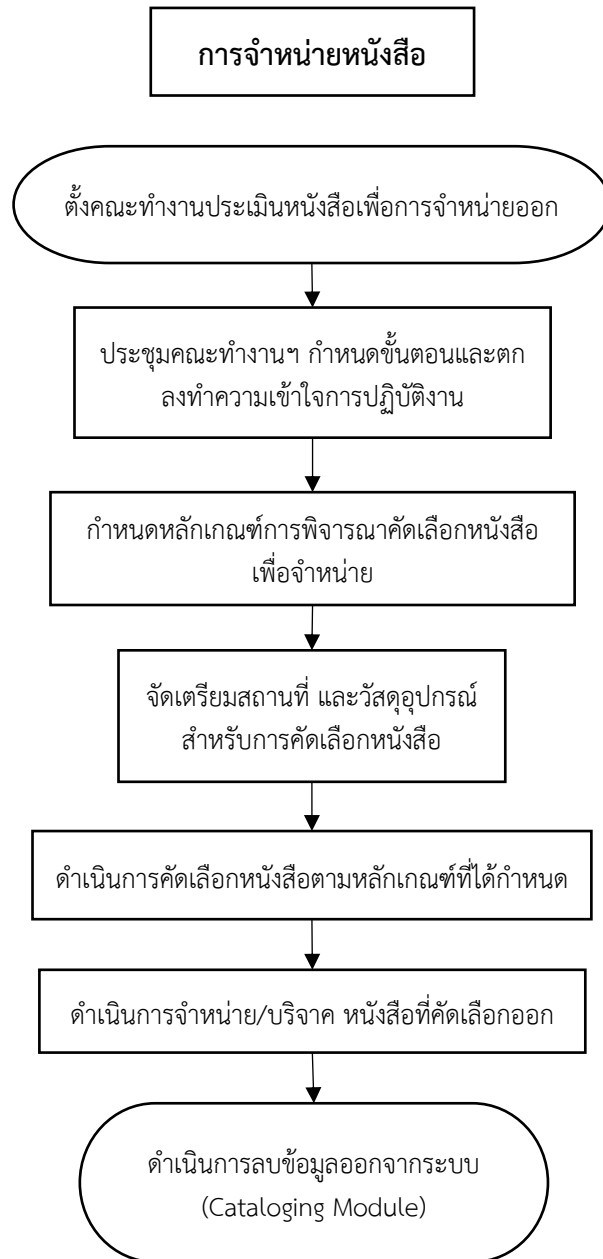 การจำหน่ายหนังสือ
ตั้งคณะทำงานประเมินหนังสือเพื่อการจำหน่ายออก
ประชุมคณะทำงานฯ กำหนดขั้นตอนและตก
ลงทำความเข้าใจการปฏิบัติงาน
กำหนดหลักเกณฑ์การพิจารณาคัดเลือกหนังสือ
เพื่อจำหน่าย
จัดเตรียมสถานที่ และวัสดุอุปกรณ์
สำหรับการคัดเลือกหนังสือ
ดำเนินการคัดเลือกหนังสือตามหลักเกณฑ์ที่ได้กำหนด
ดำเนินการจำหน่าย/บริจาค หนังสือที่คัดเลือกออก
ดำเนินการลบข้อมูลออกจากระบบ
(Cataloging Module)